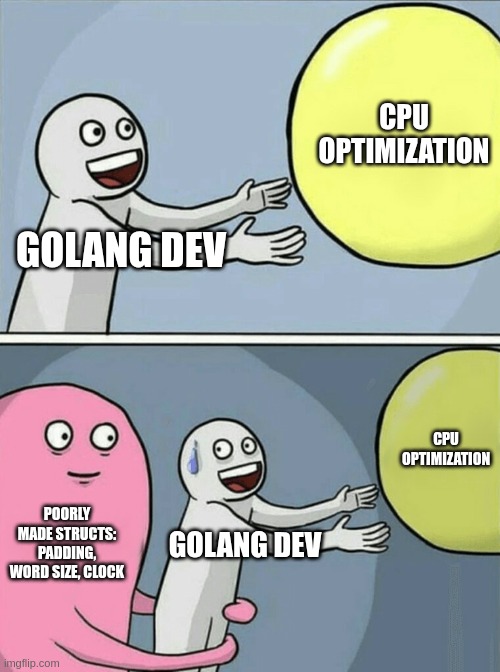 CPU
OPTIMIZATION
GOLANG DEV
CPU
OPTIMIZATION
POORLY
MADE STRUCTS:
PADDING,
WORD SIZE, CLOCK
GOLANG DEV
imgflip.com